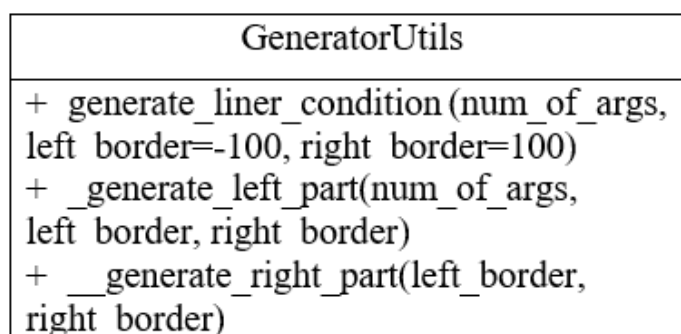 GeneratorUtils
+ generate_liner_condition (num_of_args,
left_border=-100, right_border=100)
+ _generate_left_part(num_of_args,
left_border, right_border)
+ __generate_right_part(left_border,
right_border)